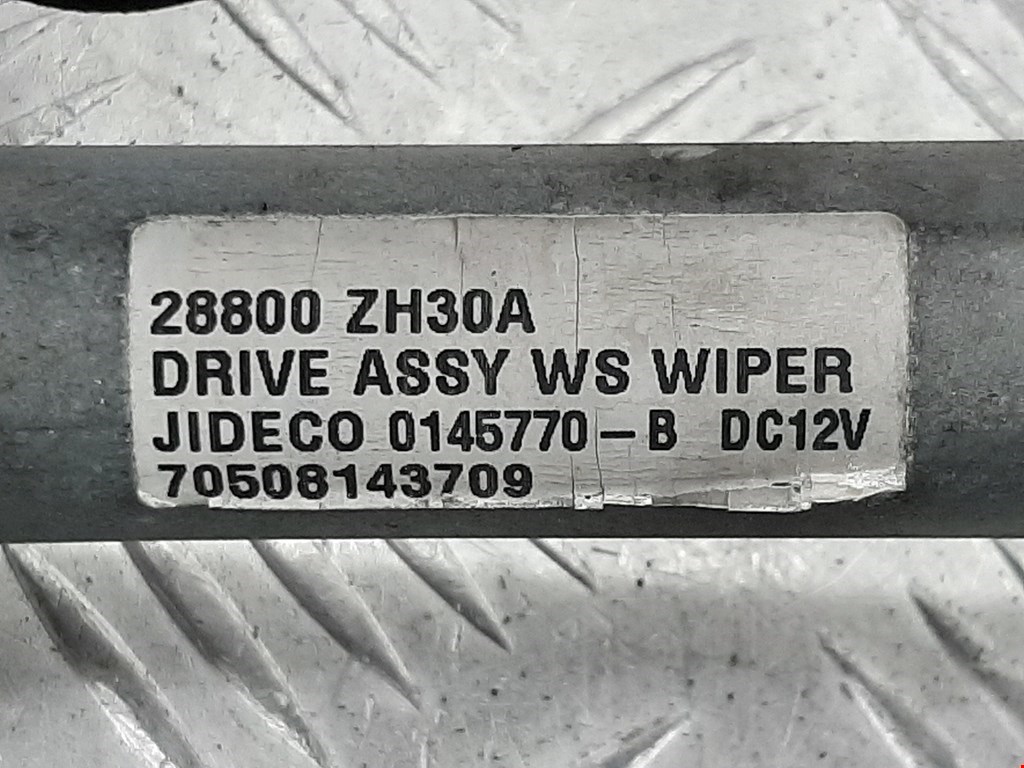 28800 ZH30A
DRIVE ASSY WS WIPER
JIDECO 0145770-B DC12V
70508143709